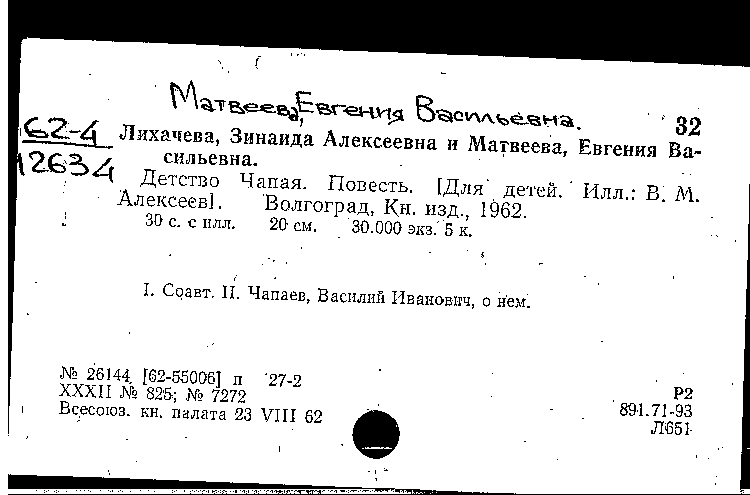 Матвеева, Евгения Васильевна.
32
62-4
12634
Лихачева, Зинаида Алексеевна и Матвеева, Евгения Ва-
сильевна.
Детство Чапая. Повесть. [Для детей. Илл.: В. М.
Алексеев]. Волгоград, Кн. изд., 1962.
30 с. с илл. 20 см. 30.000 экз. 5 к.
I. Соавт. II. Чапаев, Василий Иванович, о нем.
№ 26144 [62-55006] п 27-2
XXXII № 825; № 7272
Всесоюз. кн. палата 23 VIII 62
Р2
891.71-93
Л651